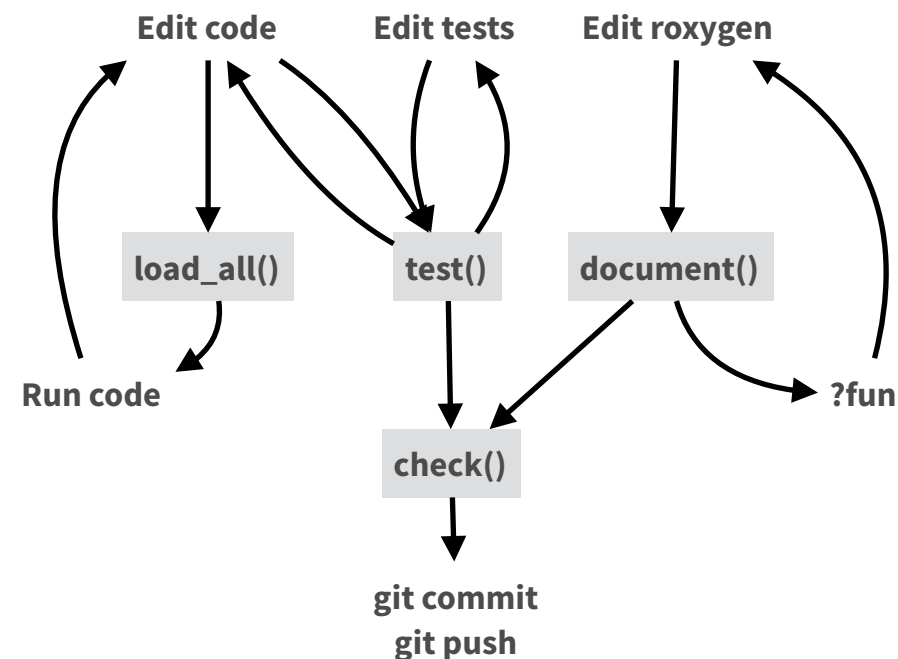 Edit code
Edit tests
Edit roxygen
load_all()
test()
document()
Run code
?fun
check()
git commit
git push